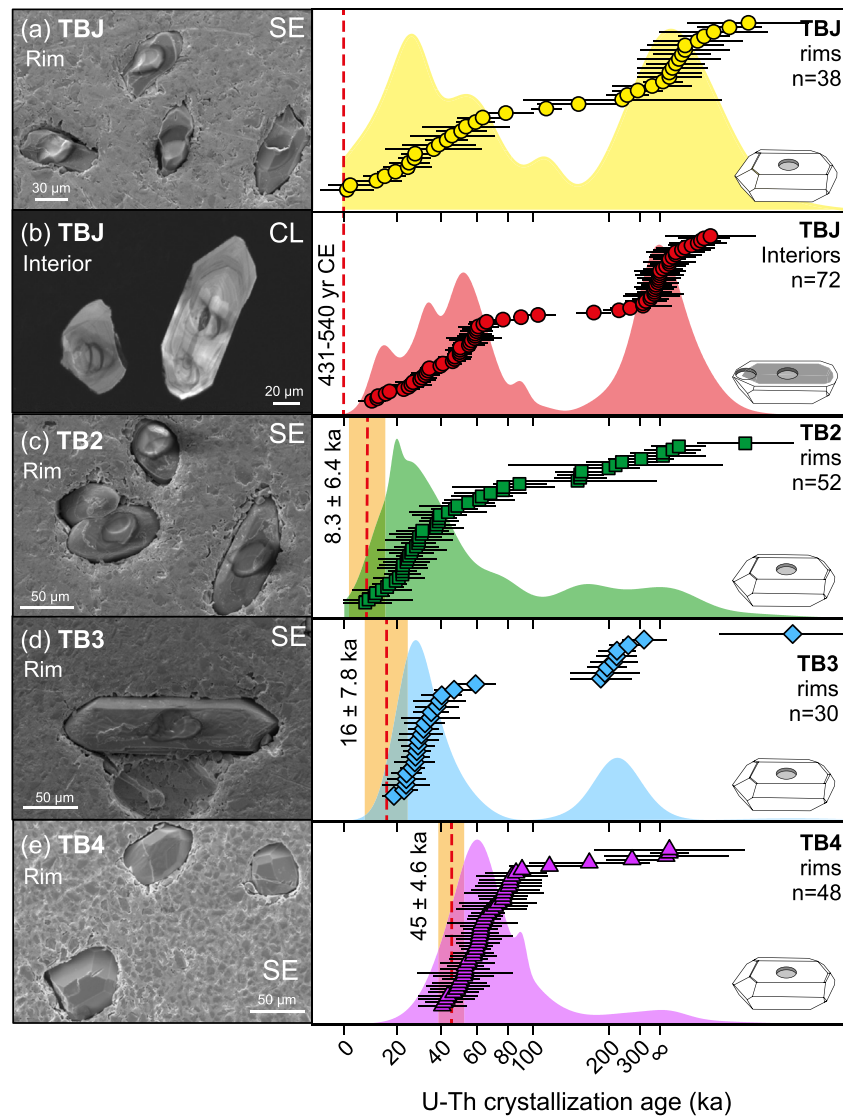 (a) TBJ SE
Rim
30 µm
TBJ
rims
n=38
(b) TBJ CL
Interior
20 µm
431-540 yr CE
TBJ
Interiors
n=72
(c) TB2 SE
Rim
50 µm
8.3 ± 6.4 ka
TB2
rims
n=52
(d) TB3 SE
Rim
50 µm
16 ± 7.8 ka
TB3
rims
n=30
(e) TB4
Rim
SE
50 µm
45 ± 4.6 ka
TB4
rims
n=48
0 20 40 60 80 100 200 300 ∞
U-Th crystallization age (ka)